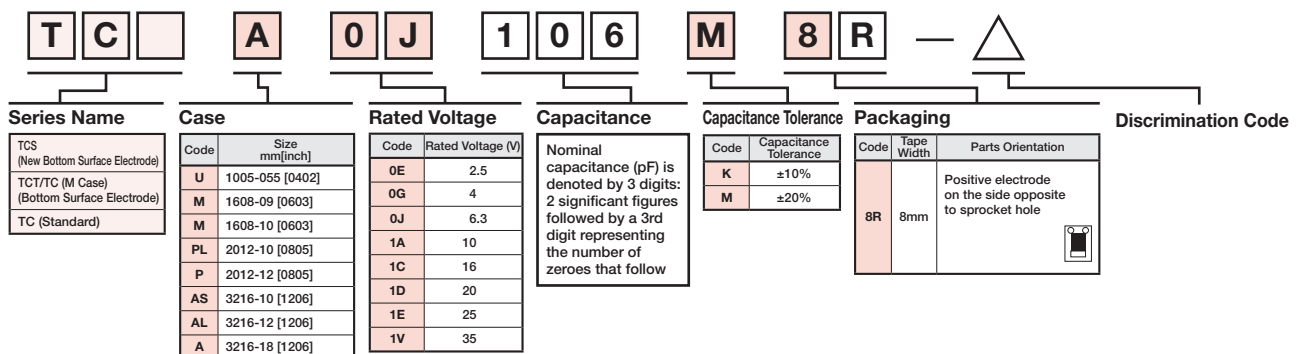 TC A 0J 106 M 8R —
Series Name
TCS
(New Bottom Surface Electrode)
TCT/TC (M Case)
(Bottom Surface Electrode)
TC (Standard)
Case
Code Size
mm[inch]
U 1005-055 [0402]
M 1608-09 [0603]
M 1608-10 [0603]
PL 2012-10 [0805]
P 2012-12 [0805]
AS 3216-10 [1206]
AL 3216-12 [1206]
A 3216-18 [1206]
Rated Voltage
Code Rated Voltage (V)
0E 2.5
0G 4
0J 6.3
1A 10
1C 16
1D 20
1E 25
1V 35
Capacitance
Nominal
capacitance (pF) is
denoted by 3 digits:
2 significant figures
followed by a 3rd
digit representing
the number of
zeroes that follow
Capacitance Tolerance
Code Capacitance
Tolerance
K ±10%
M ±20%
Packaging
Code Tape
Width Parts Orientation
8R 8mm Positive electrode
on the side opposite
to sprocket hole
Discrimination Code